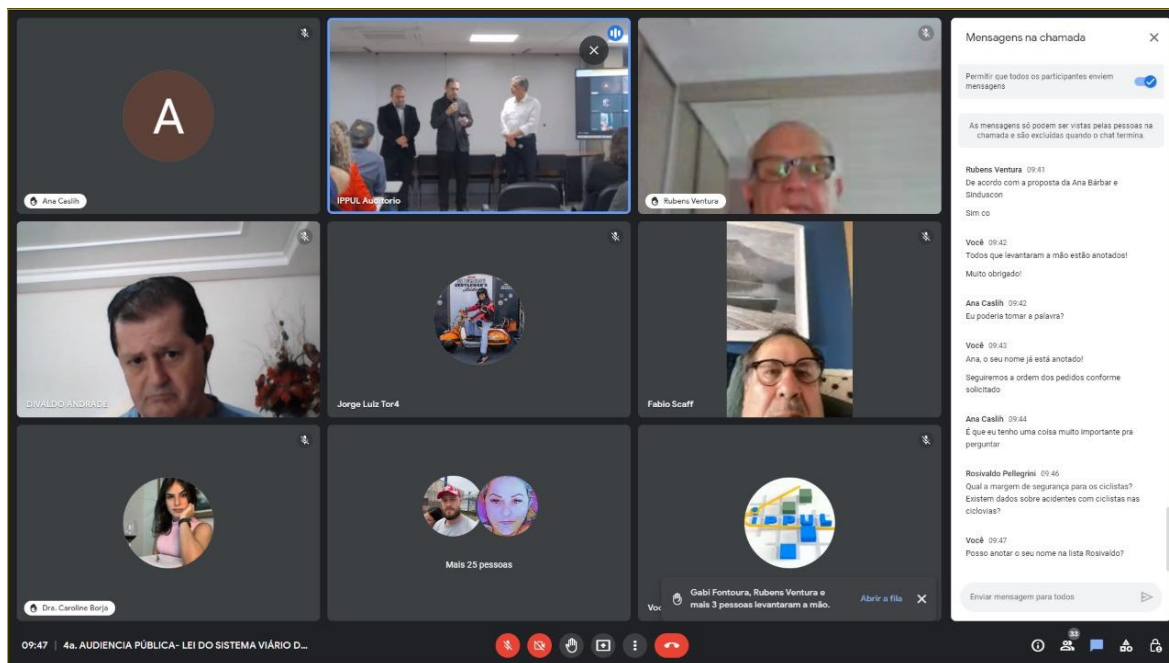 A
Ana Caslih
IPPUL Auditorio
Rubens Ventura
DIVALDO ANDRADE
Jorge Luiz Tor4
Fabio Scaff
Dra. Caroline Borja
Mais 25 pessoas
IPPUL
Gabi Fontoura, Rubens Ventura e
mais 3 pessoas levantaram a mão.
Abrir a fila
Mensagens na chamada
Permitir que todos os participantes enviem
mensagens
As mensagens só podem ser vistas pelas pessoas na
chamada e são excluídas quando o chat termina.
Rubens Ventura 09:41
De acordo com a proposta da Ana Bárbar e
Sinduscon
Sim co
Você 09:42
Todos que levantaram a mão estão anotados!
Muito obrigado!
Ana Caslih 09:42
Eu poderia tomar a palavra?
Você 09:43
Ana, o seu nome já está anotado!
Seguiremos a ordem dos pedidos conforme
solicitado
Ana Caslih 09:44
É que eu tenho uma coisa muito importante pra
perguntar
Rosivaldo Pellegrini 09:46
Qual a margem de segurança para os ciclistas?
Existem dados sobre acidentes com ciclistas nas
ciclovias?
Você 09:47
Posso anotar o seu nome na lista Rosivaldo?
Enviar mensagem para todos
09:47 | 4a. AUDIENCIA PÚBLICA- LEI DO SISTEMA VIÁRIO D...
33